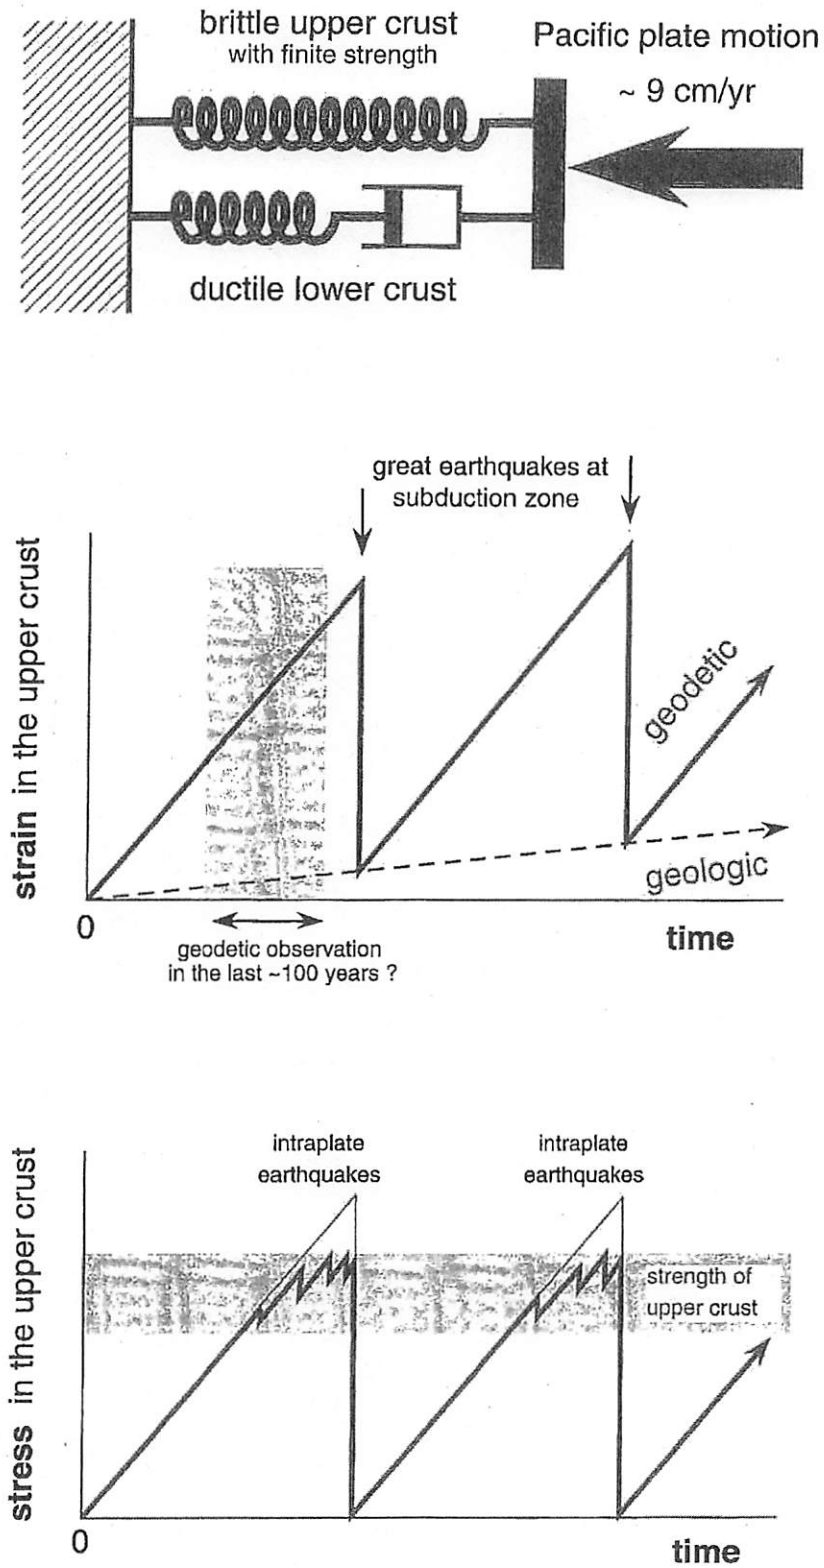 brittle upper crust
with finite strength
Pacific plate motion
~ 9 cm/yr
ductile lower crust
great earthquakes at
subduction zone
strain in the upper crust
geodetic
geologic
0
time
geodetic observation
in the last ~100 years ?
intraplate
earthquakes
intraplate
earthquakes
stress in the upper crust
strength of
upper crust
0
time